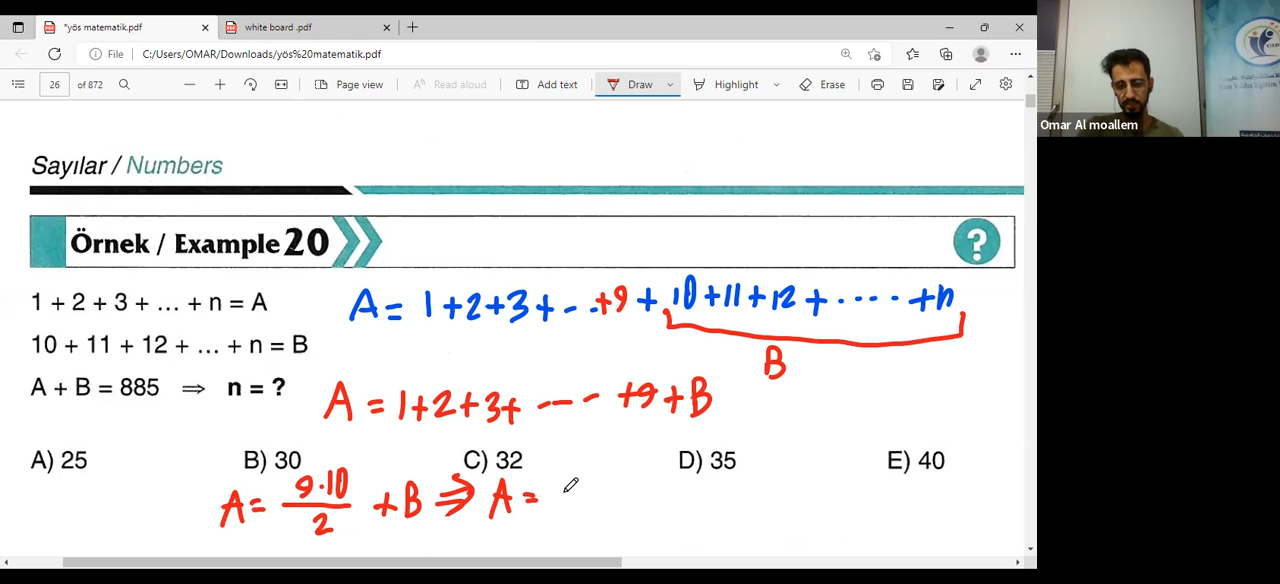 *yös matematik.pdf
white board .pdf
File
C:/Users/OMAR/Downloads/yös%20matematik.pdf
26 of 872
Page view
Read aloud
Add text
Draw
Highlight
Erase
Omar Al moallem
Sayılar / Numbers
Örnek / Example 20
?
1 + 2 + 3 + ... + n = A
A = 1+2+3+ - . . +9 + 10+11+12+ ····· +n
10 + 11 + 12 + ... + n = B
B
A + B = 885 ⇒ n = ?
A = 1+2+3+ ---- +9 + B
A) 25
B) 30
C) 32
D) 35
E) 40
A = 9·10/2 + B ⇒ A =